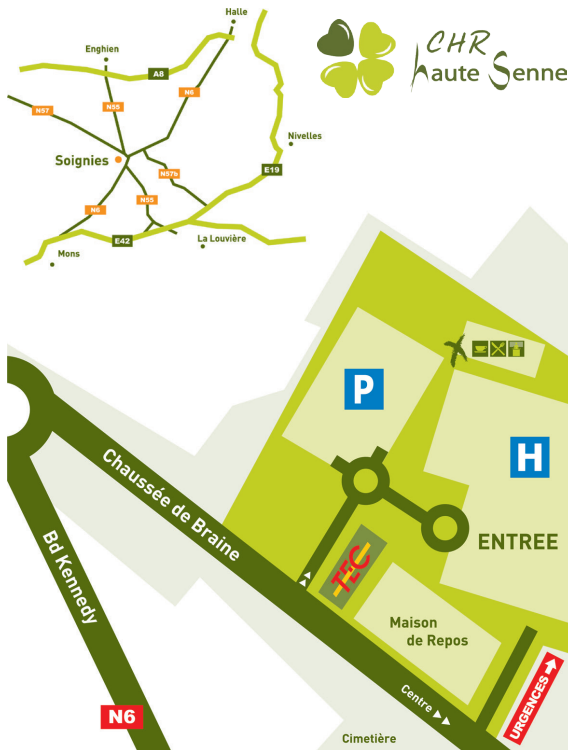 Halle
CHR
Haute Senne
Enghien
A8
N6
N57
N55
Nivelles
Soignies
N57b
E19
N55
N6
E42
La Louvière
Mons
P
H
Chaussée de Braine
ENTREE
Bd Kennedy
TEC
Maison
de Repos
URGENCES
Centre
N6
Cimetière